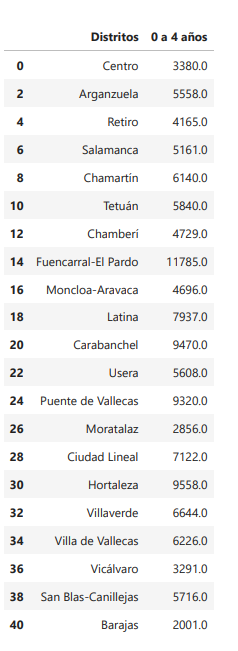 Distritos 0 a 4 años
0 Centro 3380.0
2 Arganzuela 5558.0
4 Retiro 4165.0
6 Salamanca 5161.0
8 Chamartín 6140.0
10 Tetuán 5840.0
12 Chamberí 4729.0
14 Fuencarral-El Pardo 11785.0
16 Moncloa-Aravaca 4696.0
18 Latina 7937.0
20 Carabanchel 9470.0
22 Usera 5608.0
24 Puente de Vallecas 9320.0
26 Moratalaz 2856.0
28 Ciudad Lineal 7122.0
30 Hortaleza 9558.0
32 Villaverde 6644.0
34 Villa de Vallecas 6226.0
36 Vicálvaro 3291.0
38 San Blas-Canillejas 5716.0
40 Barajas 2001.0